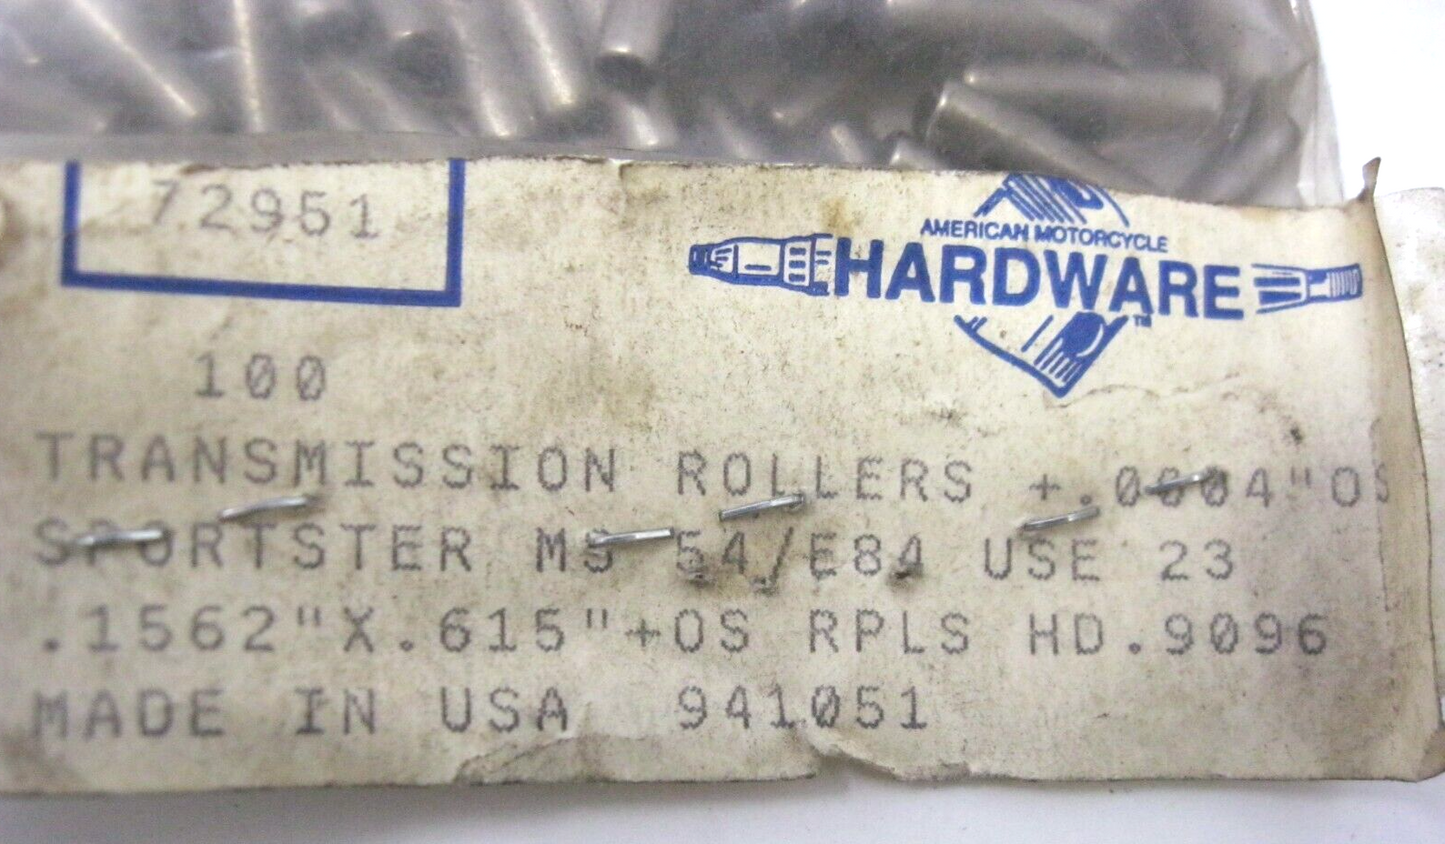 72951
AMERICAN MOTORCYCLE
HARDWARE
TM
100
TRANSMISSION ROLLERS +.0004"OS
SPORTSTER MS 54/E84 USE 23
.1562"X.615"+OS RPLS HD.9096
MADE IN USA 941051